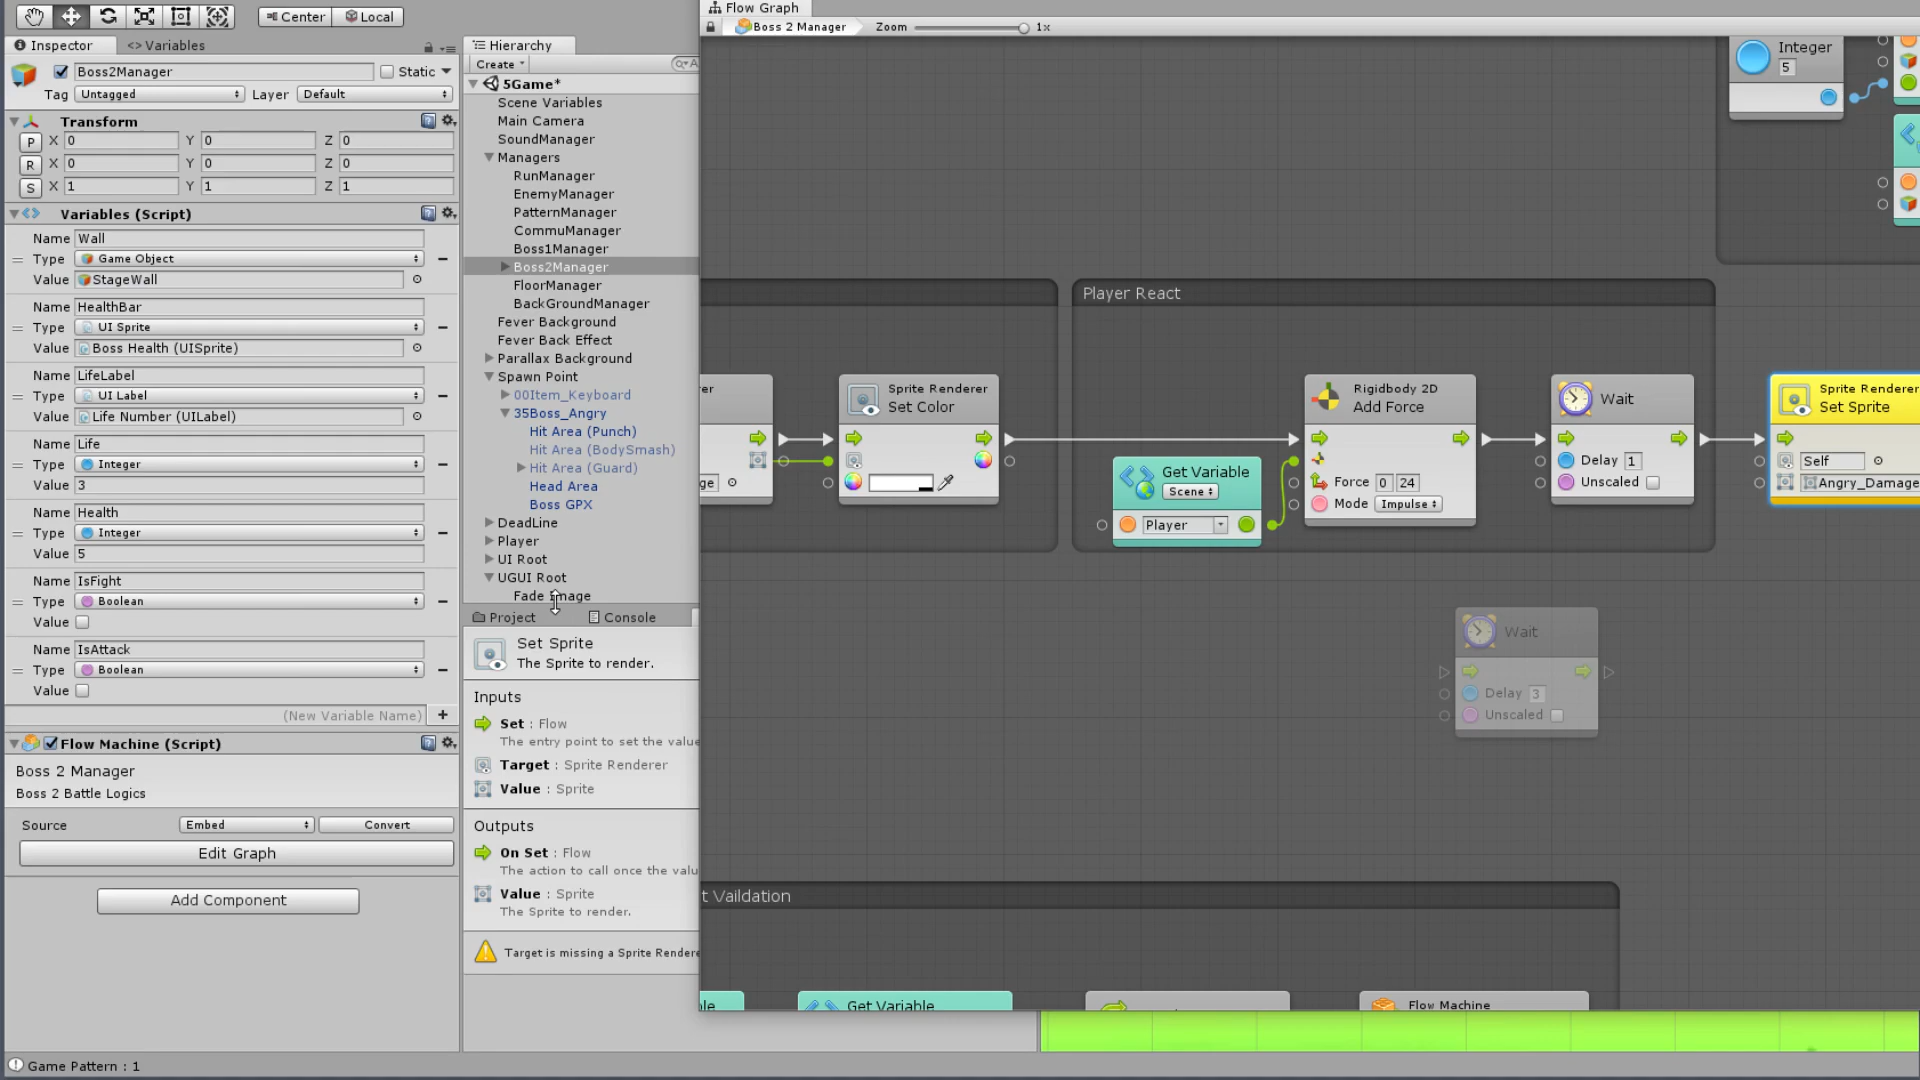 Center
Local
Inspector
<> Variables
Boss2Manager
Static
Tag Untagged
Layer Default
Transform
P X 0 Y 0 Z 0
R X 0 Y 0 Z 0
S X 1 Y 1 Z 1
Variables (Script)
Name Wall
Type Game Object
Value StageWall
Name HealthBar
Type UI Sprite
Value Boss Health (UISprite)
Name LifeLabel
Type UI Label
Value Life Number (UILabel)
Name Life
Type Integer
Value 3
Name Health
Type Integer
Value 5
Name IsFight
Type Boolean
Value
Name IsAttack
Type Boolean
Value
(New Variable Name)
Flow Machine (Script)
Boss 2 Manager
Boss 2 Battle Logics
Source Embed Convert
Edit Graph
Add Component
Game Pattern : 1
Hierarchy
Create
5Game*
Scene Variables
Main Camera
SoundManager
Managers
RunManager
EnemyManager
PatternManager
CommuManager
Boss1Manager
Boss2Manager
FloorManager
BackGroundManager
Fever Background
Fever Back Effect
Parallax Background
Spawn Point
00Item_Keyboard
35Boss_Angry
Hit Area (Punch)
Hit Area (BodySmash)
Hit Area (Guard)
Head Area
Boss GPX
DeadLine
Player
UI Root
UGUI Root
Fade Image
Project
Console
Set Sprite
The Sprite to render.
Inputs
Set : Flow
The entry point to set the value
Target : Sprite Renderer
Value : Sprite
Outputs
On Set : Flow
The action to call once the valu
Value : Sprite
The Sprite to render.
Target is missing a Sprite Rendere
Flow Graph
Boss 2 Manager
Zoom 1x
Integer
5
Player React
er
ge
Sprite Renderer
Set Color
Get Variable
Scene
Player
Rigidbody 2D
Add Force
Force 0 24
Mode Impulse
Wait
Delay 1
Unscaled
Sprite Renderer
Set Sprite
Self
Angry_Damage
Wait
Delay 3
Unscaled
t Vaildation
le
Get Variable
Flow Machine